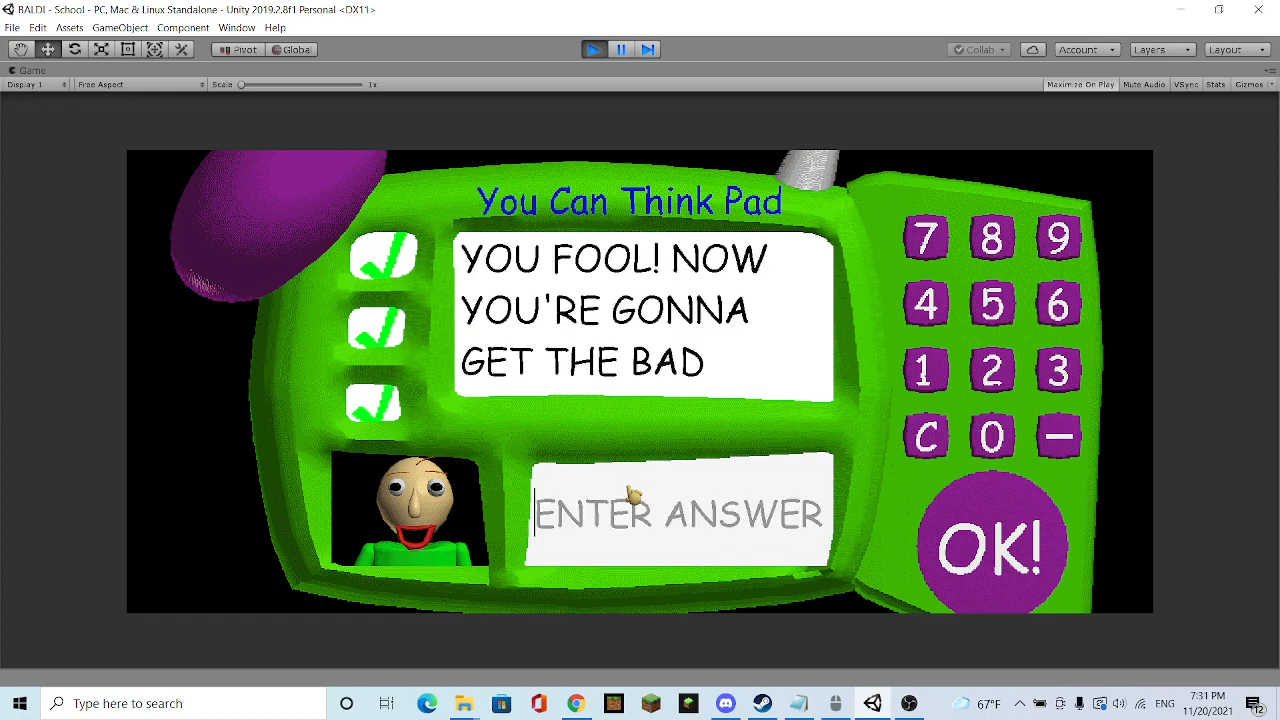 BALDI - School - PC, Mac & Linux Standalone - Unity 2019.2.8f1 Personal <DX11>
File Edit Assets GameObject Component Window Help
Pivot Global Collab Account Layers Layout
Game
Display 1 Free Aspect Scale 1x Maximize On Play Mute Audio VSync Stats Gizmos
You Can Think Pad
YOU FOOL! NOW
YOU'RE GONNA
GET THE BAD
ENTER ANSWER
7 8 9
4 5 6
1 2 3
C 0 −
OK!
Type here to search
67°F
7:31 PM
11/20/2021
12